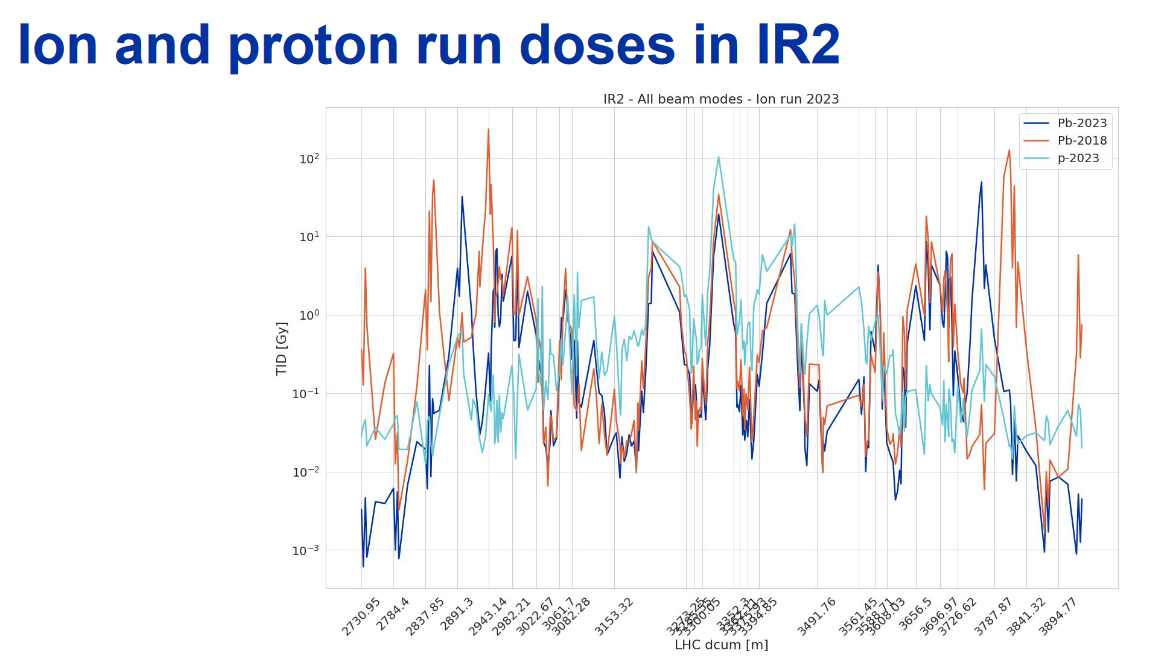 Ion and proton run doses in IR2
IR2 - All beam modes - Ion run 2023
Pb-2023
Pb-2018
p-2023
10²
10¹
10⁰
10⁻¹
10⁻²
10⁻³
TID [Gy]
2730.95 2784.4 2837.85 2891.3 2943.14 2982.21 3022.67 3061.7 3082.28 3153.32 3394.85 3491.76 3561.45 3608.03 3656.5 3696.97 3726.62 3787.87 3841.32 3894.77
LHC dcum [m]